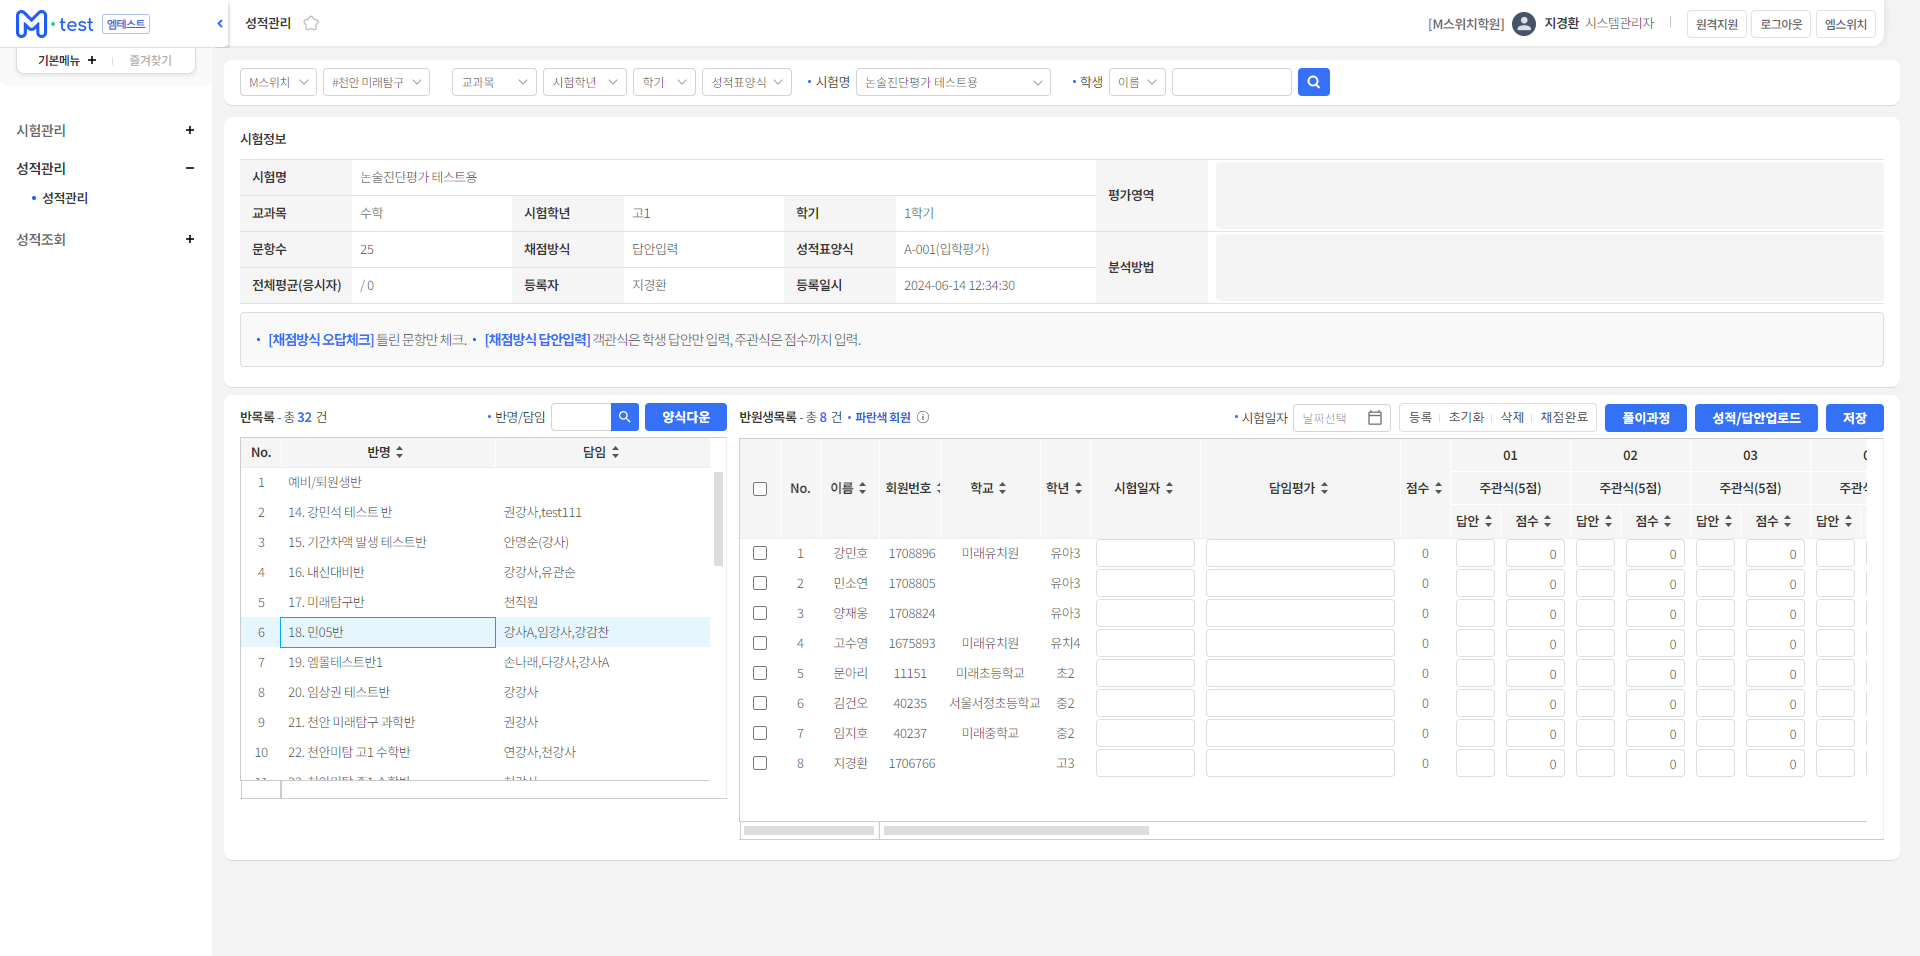 M·test 엠테스트
성적관리
[M스위치학원] 지경환 시스템관리자 원격지원 로그아웃 엠스위치
기본메뉴 + 즐겨찾기
시험관리 +
성적관리 −
• 성적관리
성적조회 +
M스위치 #천안 미래탐구 교과목 시험학년 학기 성적표양식 • 시험명 논술진단평가 테스트용 • 학생 이름
시험정보
시험명 논술진단평가 테스트용 평가영역
교과목 수학 시험학년 고1 학기 1학기
문항수 25 채점방식 답안입력 성적표양식 A-001(입학평가) 분석방법
전체평균(응시자) / 0 등록자 지경환 등록일시 2024-06-14 12:34:30
• [채점방식 오답체크] 틀린 문항만 체크. • [채점방식 답안입력] 객관식은 학생 답안만 입력, 주관식은 점수까지 입력.
반목록 - 총 32 건 • 반명/담임 양식다운
No. 반명 담임
1 예비/퇴원생반
2 14. 강민석 테스트 반 권강사,test111
3 15. 기간차액 발생 테스트반 안명순(강사)
4 16. 내신대비반 강강사,유관순
5 17. 미래탐구반 천직원
6 18. 민05반 강사A,임강사,강감찬
7 19. 엠몰테스트반1 손나래,다강사,강사A
8 20. 임상권 테스트반 강강사
9 21. 천안 미래탐구 과학반 권강사
10 22. 천안미탐 고1 수학반 연강사,천강사
반원생목록 - 총 8 건 • 파란색 회원
• 시험일자 날짜선택 등록 초기화 삭제 채점완료 풀이과정 성적/답안업로드 저장
No. 이름 회원번호 학교 학년 시험일자 담임평가 점수
01 02 03
주관식(5점) 주관식(5점) 주관식(5점)
답안 점수 답안 점수 답안 점수 답안
1 강민호 1708896 미래유치원 유아3 0 0 0 0
2 민소연 1708805 유아3 0 0 0 0
3 양재웅 1708824 유아3 0 0 0 0
4 고수영 1675893 미래유치원 유치4 0 0 0 0
5 문아리 11151 미래초등학교 초2 0 0 0 0
6 김건오 40235 서울서정초등학교 중2 0 0 0 0
7 임지호 40237 미래중학교 중2 0 0 0 0
8 지경환 1706766 고3 0 0 0 0